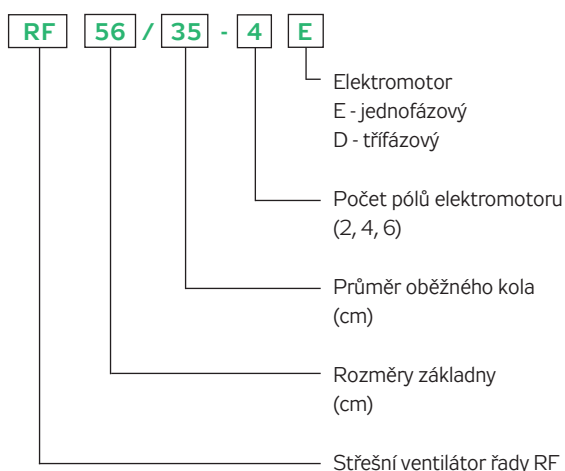 RF 56 / 35 - 4 E
Elektromotor
E - jednofázový
D - třífázový
Počet pólů elektromotoru
(2, 4, 6)
Průměr oběžného kola
(cm)
Rozměry základny
(cm)
Střešní ventilátor řady RF